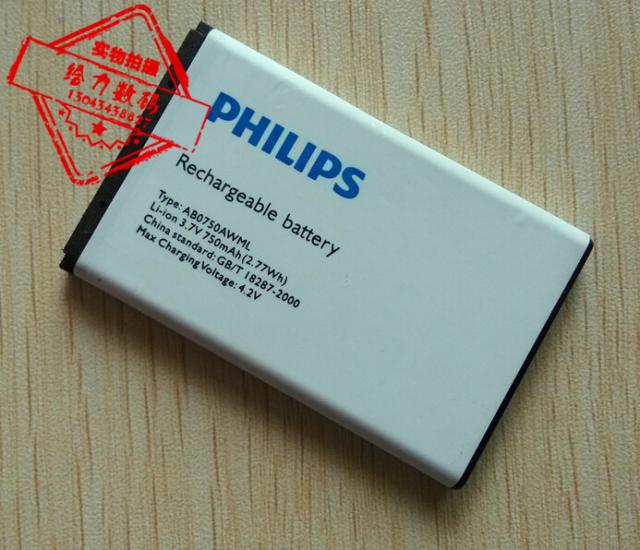 实物拍摄
给力数码
PHILIPS
Rechargeable battery
Type: AB0750AWML
Li-ion 3.7V 750mAh (2.77Wh)
China standard: GB/T 18287-2000
Max Charging Voltage: 4.2V